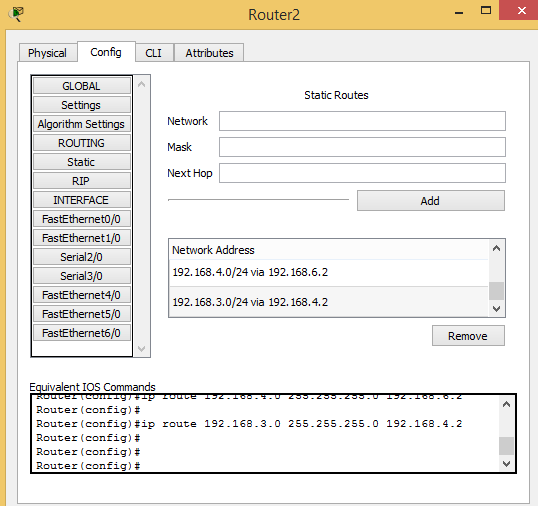 Router2
Physical Config CLI Attributes
GLOBAL
Settings
Algorithm Settings
ROUTING
Static
RIP
INTERFACE
FastEthernet0/0
FastEthernet1/0
Serial2/0
Serial3/0
FastEthernet4/0
FastEthernet5/0
FastEthernet6/0
Static Routes
Network
Mask
Next Hop
Add
Network Address
192.168.4.0/24 via 192.168.6.2
192.168.3.0/24 via 192.168.4.2
Remove
Equivalent IOS Commands
Router(config)#ip route 192.168.4.0 255.255.255.0 192.168.6.2
Router(config)#
Router(config)#ip route 192.168.3.0 255.255.255.0 192.168.4.2
Router(config)#
Router(config)#
Router(config)#